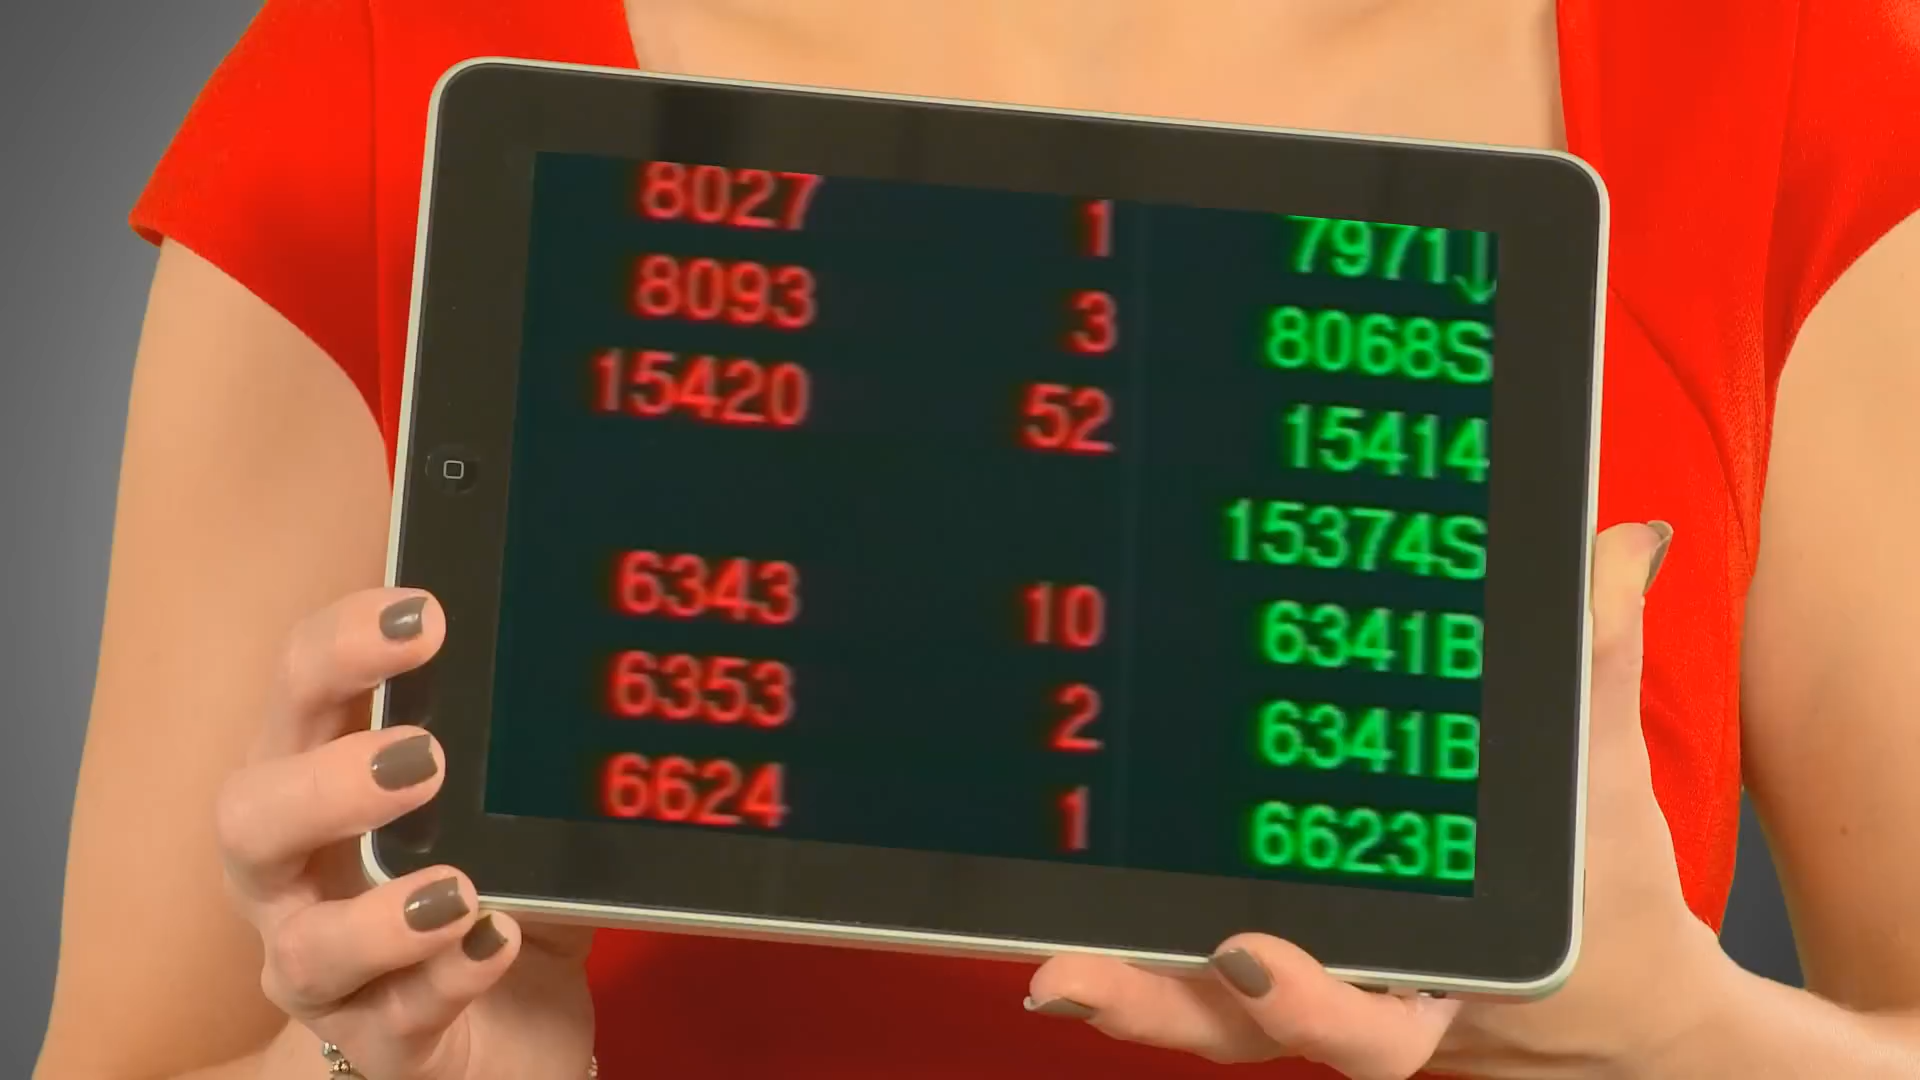 8027 1 7971↓
8093 3 8068S
15420 52 15414
15374S
6343 10 6341B
6353 2 6341B
6624 1 6623B